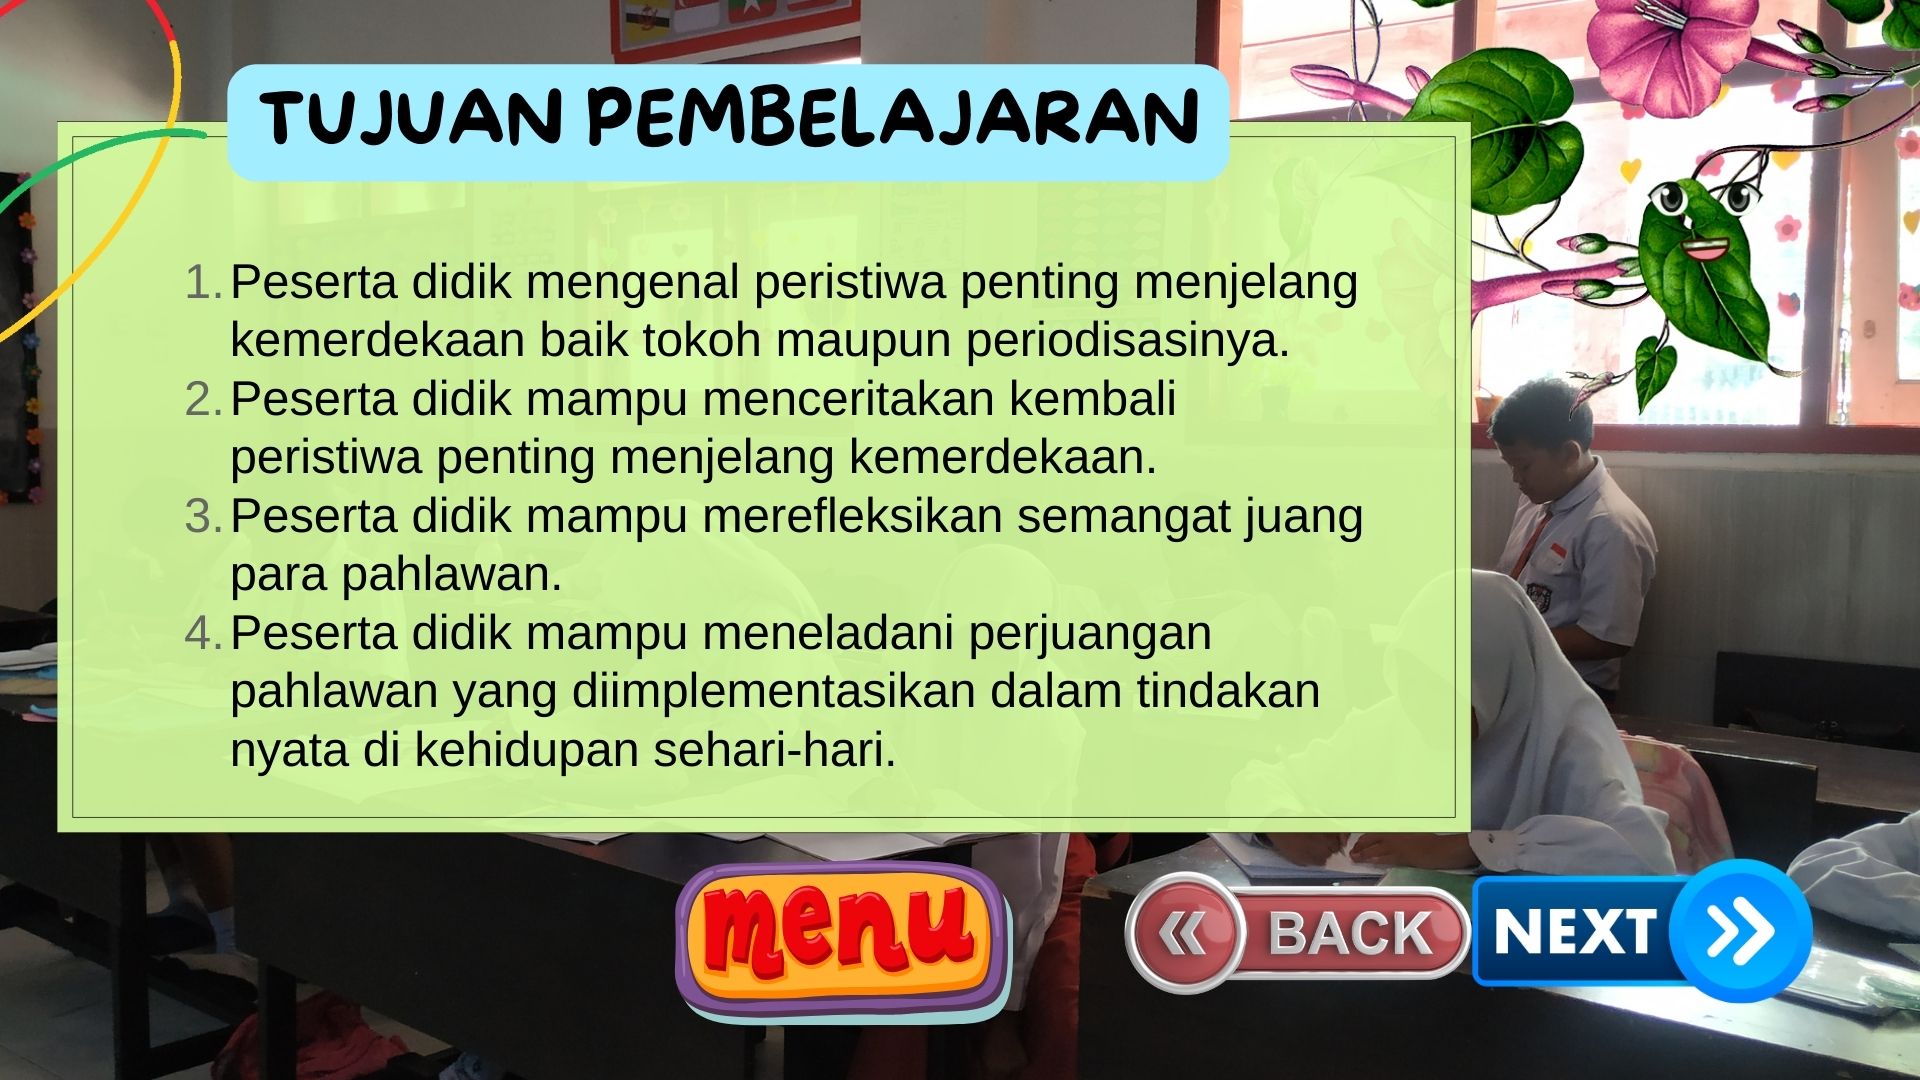 TUJUAN PEMBELAJARAN
1. Peserta didik mengenal peristiwa penting menjelang
kemerdekaan baik tokoh maupun periodisasinya.
2. Peserta didik mampu menceritakan kembali
peristiwa penting menjelang kemerdekaan.
3. Peserta didik mampu merefleksikan semangat juang
para pahlawan.
4. Peserta didik mampu meneladani perjuangan
pahlawan yang diimplementasikan dalam tindakan
nyata di kehidupan sehari-hari.
menu
BACK
NEXT